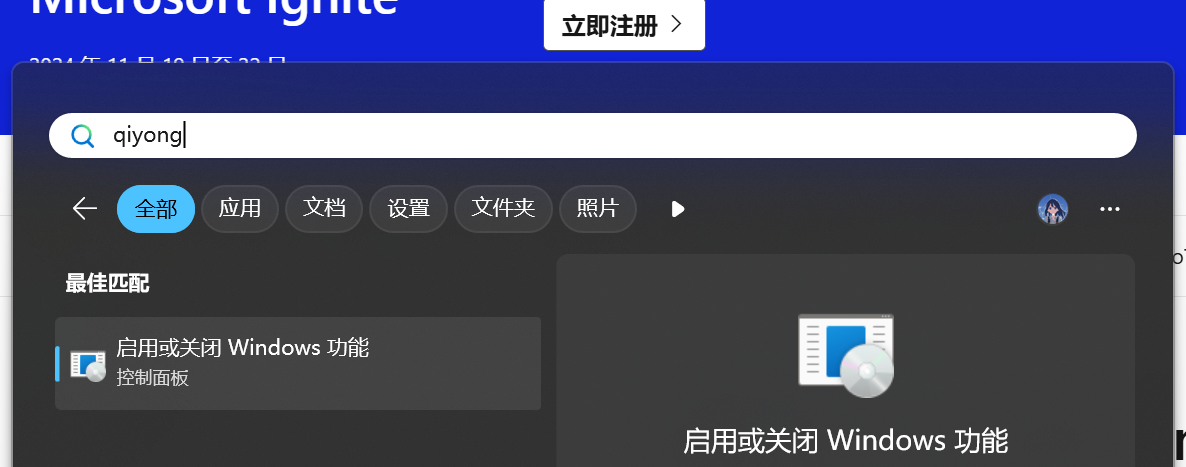 Microsoft Ignite
立即注册
2024 年 11 月 19 日至 22 日
qiyong
全部
应用
文档
设置
文件夹
照片
最佳匹配
启用或关闭 Windows 功能
控制面板
启用或关闭 Windows 功能